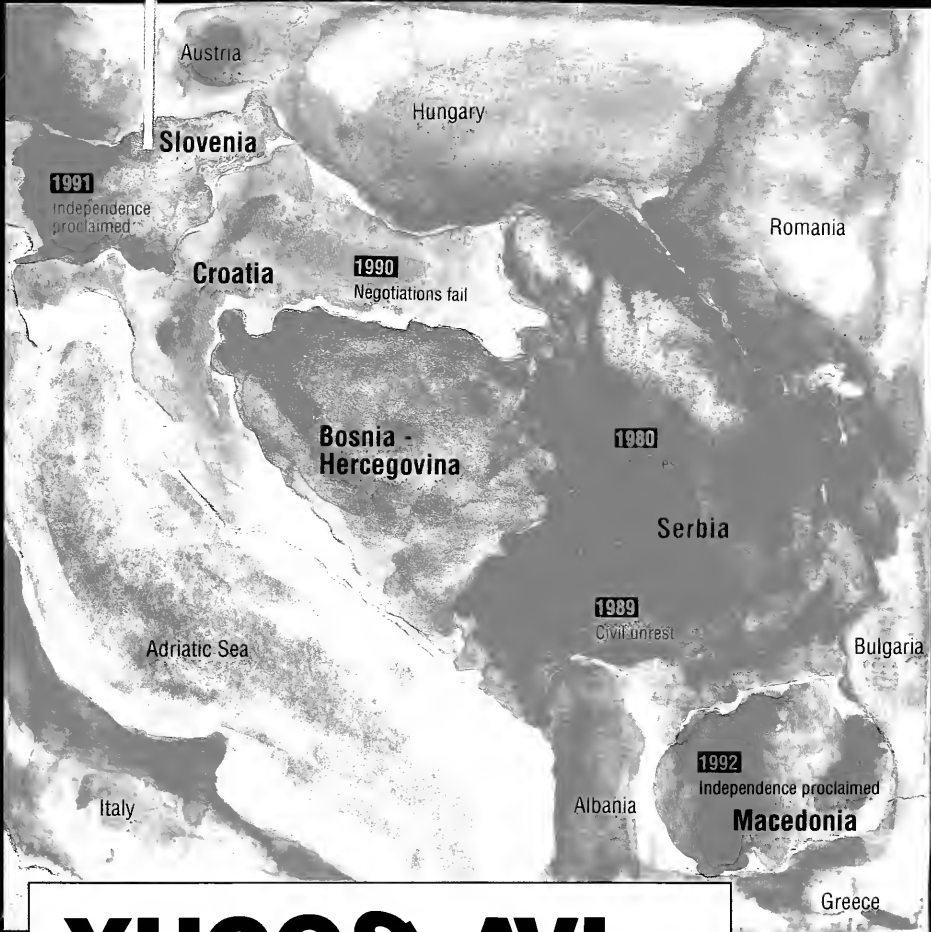 Austria
Hungary
Slovenia
1991
Independence
proclaimed
Romania
Croatia
1990
Negotiations fail
Bosnia -
Hercegovina
1980
Serbia
1989
Civil unrest
Adriatic Sea
Bulgaria
1992
Independence proclaimed
Macedonia
Italy
Albania
Greece